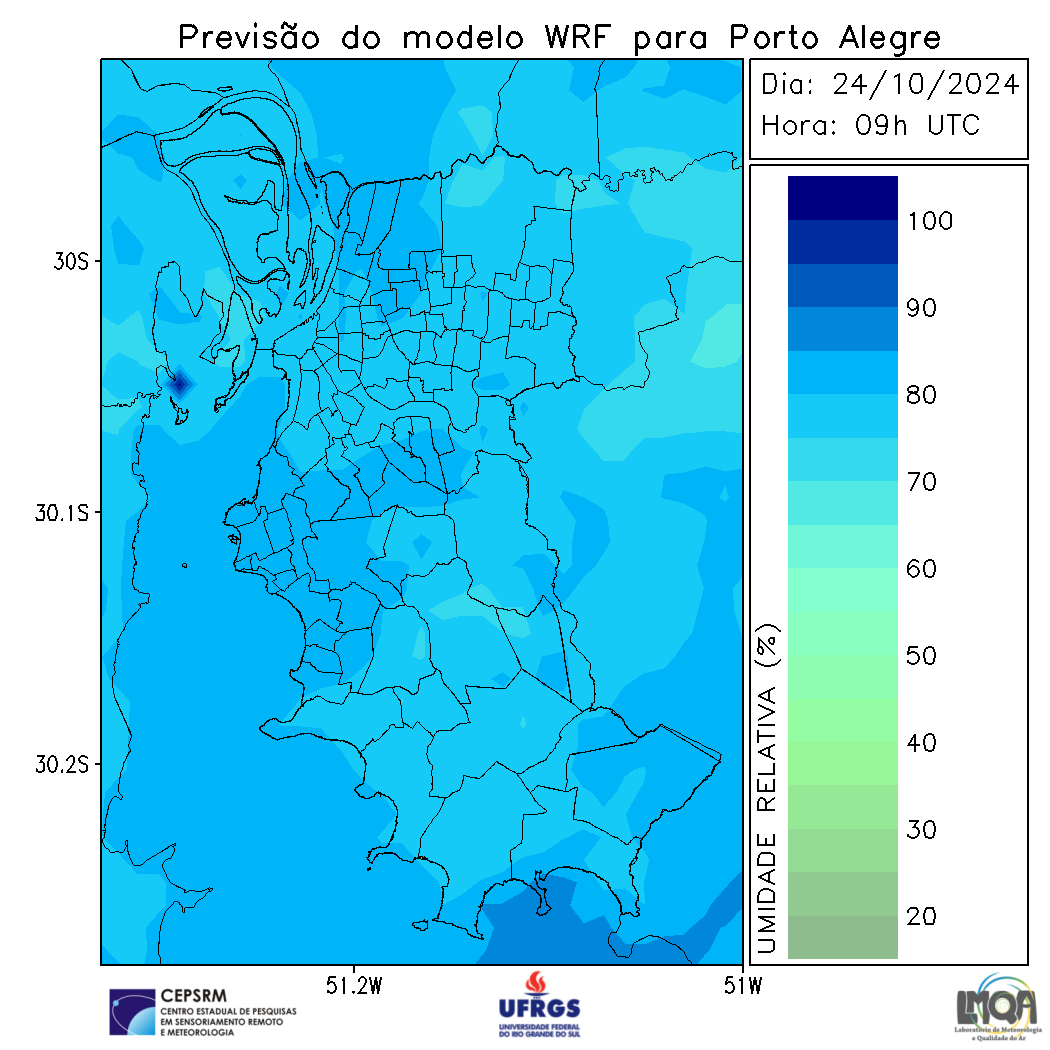 Previsão do modelo WRF para Porto Alegre
Dia: 24/10/2024
Hora: 09h UTC
30S
30.1S
30.2S
51.2W
51W
UMIDADE RELATIVA (%)
100
90
80
70
60
50
40
30
20
CEPSRM
CENTRO ESTADUAL DE PESQUISAS
EM SENSORIAMENTO REMOTO
E METEOROLOGIA
UFRGS
UNIVERSIDADE FEDERAL
DO RIO GRANDE DO SUL
LMQA
Laboratório de Meteorologia
e Qualidade do Ar